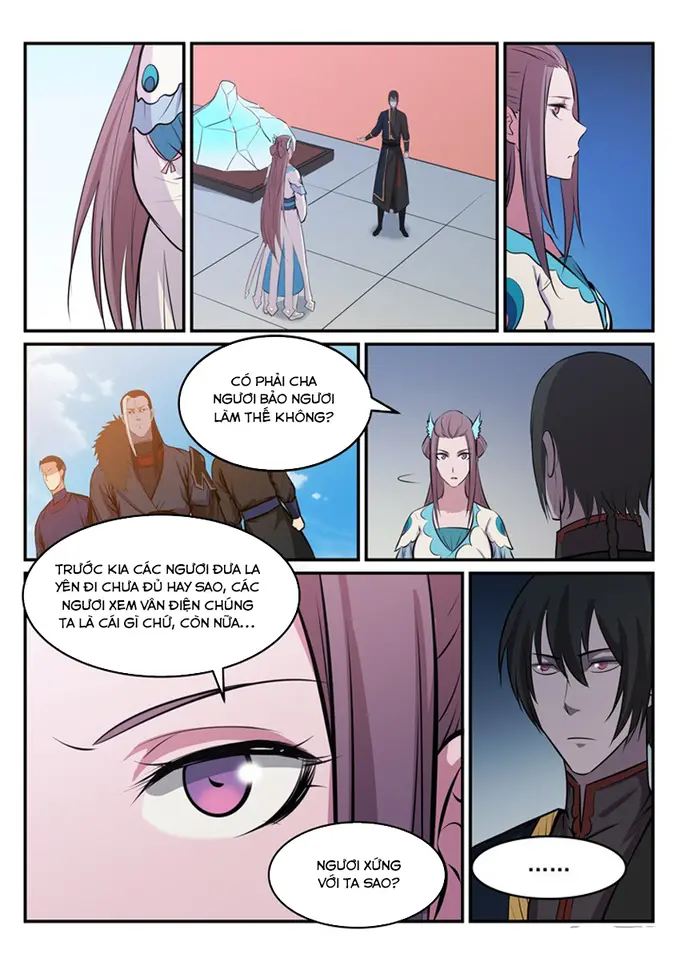 CÓ PHẢI CHA
NGƯƠI BẢO NGƯƠI
LÀM THẾ KHÔNG?
TRƯỚC KIA CÁC NGƯƠI ĐƯA LA
YÊN ĐI CHƯA ĐỦ HAY SAO, CÁC
NGƯƠI XEM VÂN ĐIỆN CHÚNG
TA LÀ CÁI GÌ CHỨ, CÒN NỮA...
NGƯƠI XỨNG
VỚI TA SAO?
......